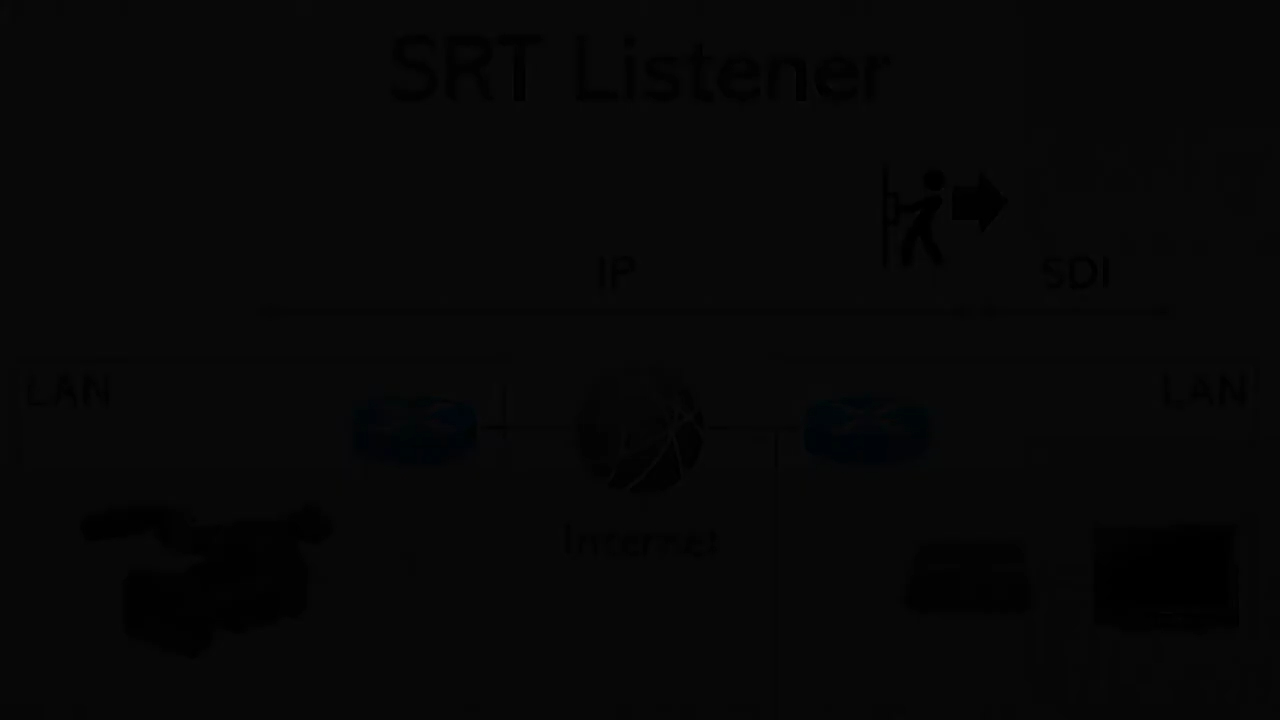 SRT Listener
IP
SDI
LAN
LAN
Internet